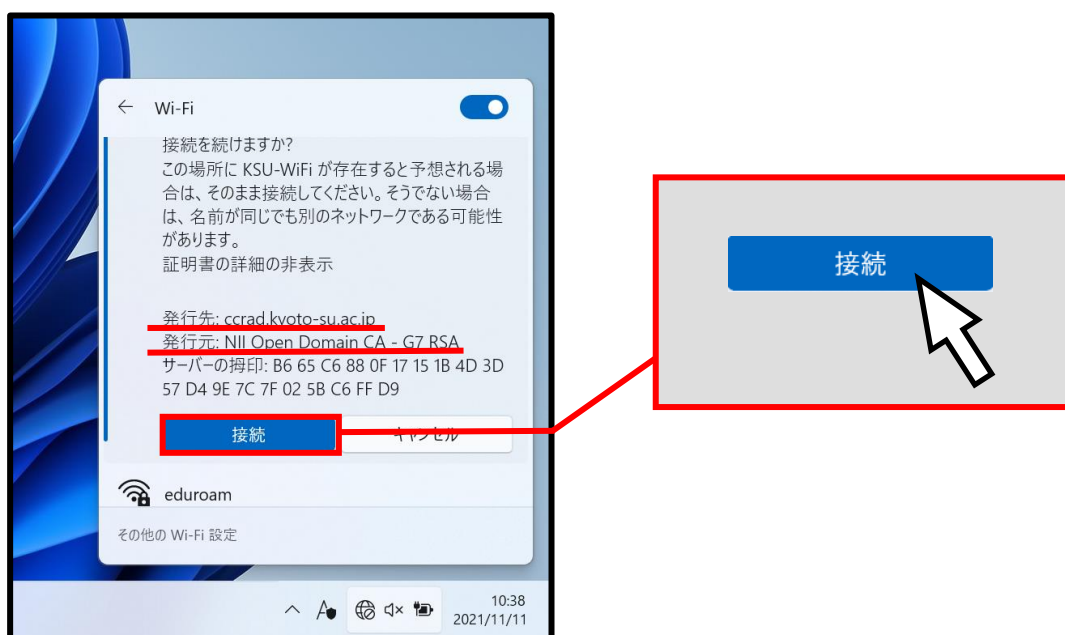 Wi-Fi
接続を続けますか?
この場所に KSU-WiFi が存在すると予想される場
合は、そのまま接続してください。そうでない場合
は、名前が同じでも別のネットワークである可能性
があります。
証明書の詳細の非表示
発行先: ccrad.kyoto-su.ac.jp
発行元: NII Open Domain CA - G7 RSA
サーバーの拇印: B6 65 C6 88 0F 17 15 1B 4D 3D
57 D4 9E 7C 7F 02 5B C6 FF D9
接続
キャンセル
eduroam
その他の Wi-Fi 設定
10:38
2021/11/11
接続